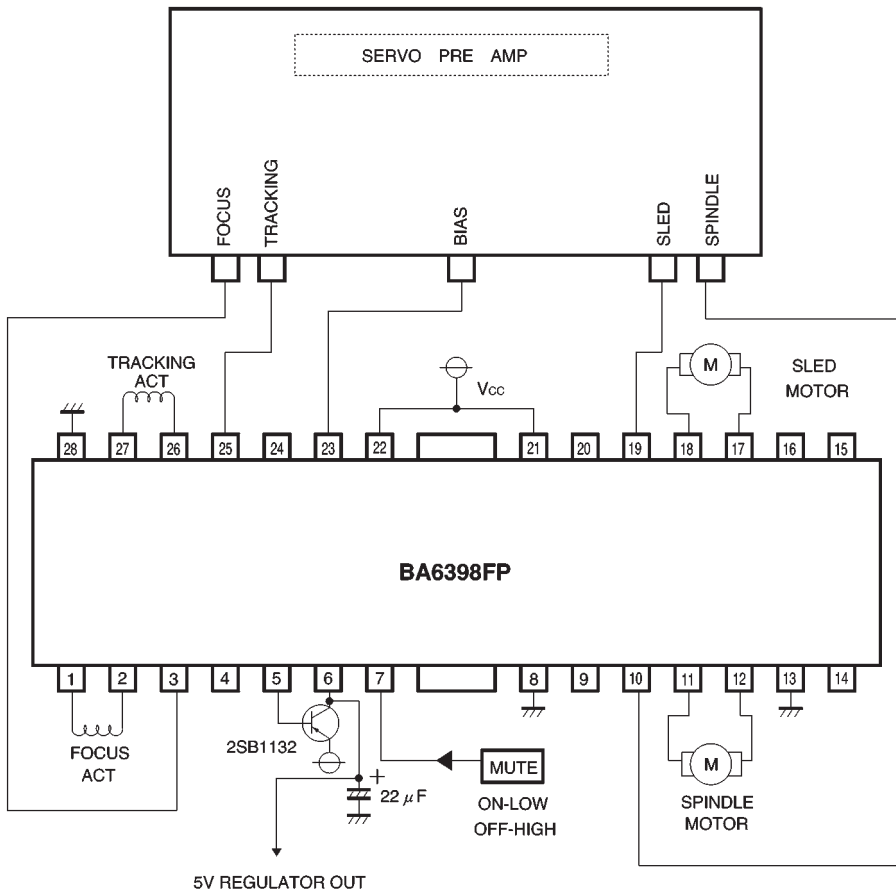 SERVO PRE AMP
FOCUS
TRACKING
BIAS
SLED
SPINDLE
TRACKING
ACT
Vcc
M
SLED
MOTOR
28 27 26 25 24 23 22 21 20 19 18 17 16 15
BA6398FP
1 2 3 4 5 6 7 8 9 10 11 12 13 14
FOCUS
ACT
2SB1132
+
22 μF
MUTE
ON-LOW
OFF-HIGH
M
SPINDLE
MOTOR
5V REGULATOR OUT